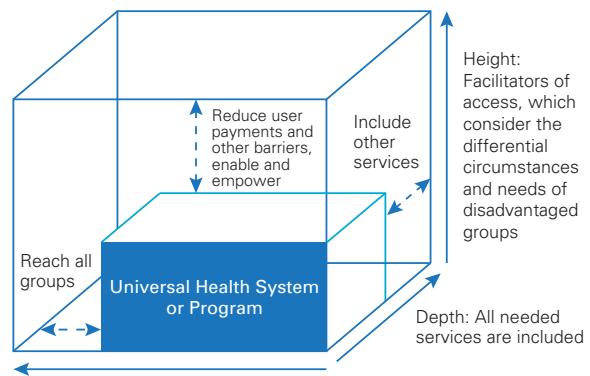 Height:
Facilitators of
access, which
consider the
differential
circumstances
and needs of
disadvantaged
groups
Reduce user
payments and
other barriers,
enable and
empower
Include
other
services
Reach all
groups
Universal Health System
or Program
Depth: All needed
services are included